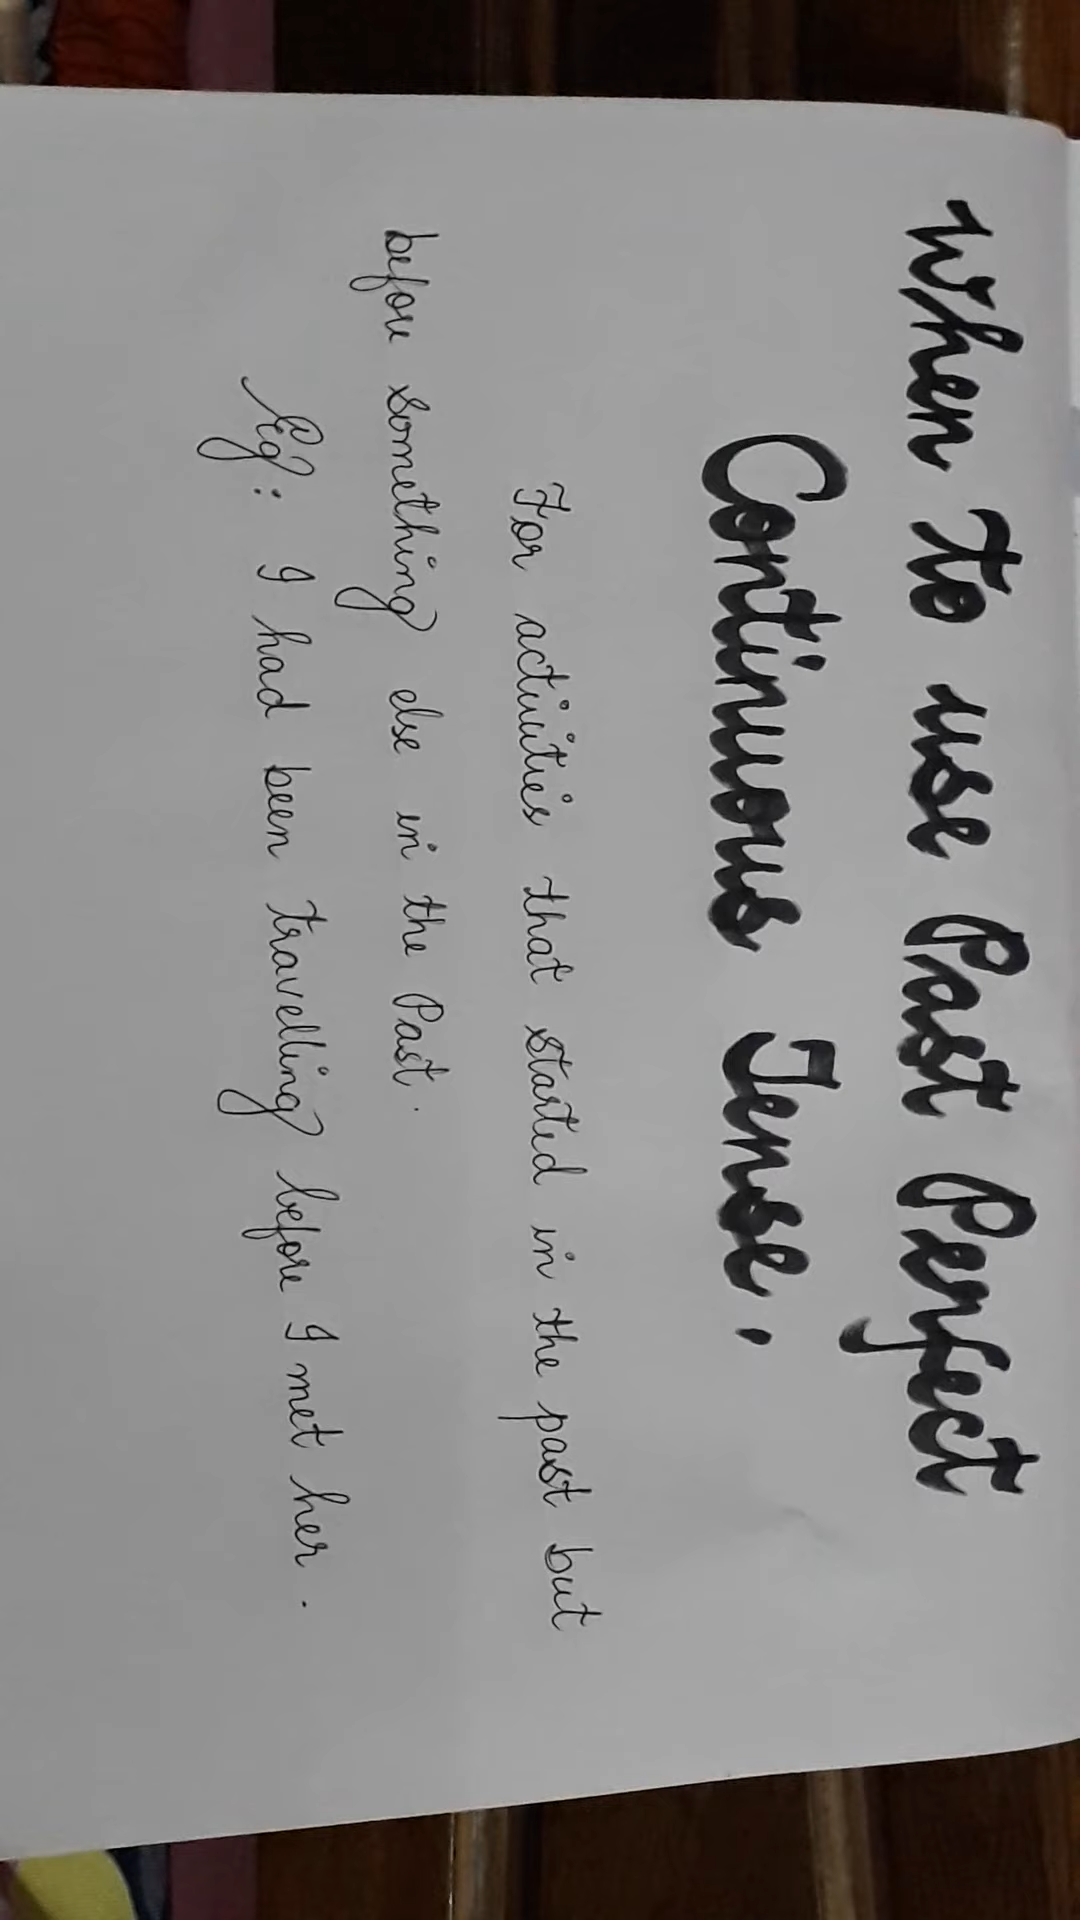 When to use Past Perfect
Continuous Tense.
For activities that started in the past but
before something else in the Past.
Eg: I had been travelling before I met her.